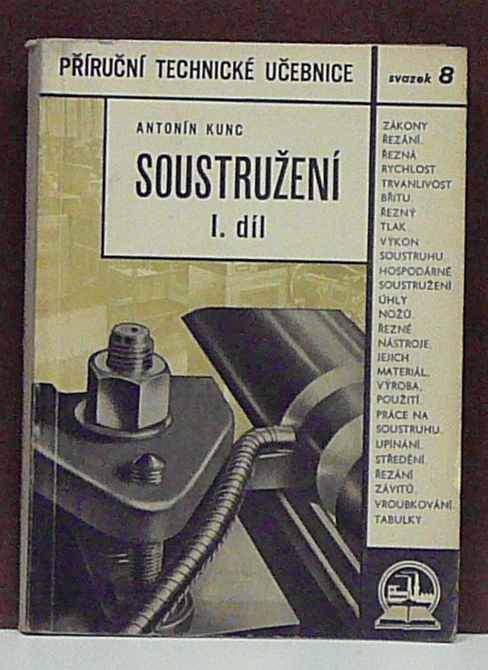 PŘÍRUČNÍ TECHNICKÉ UČEBNICE
svazek 8
ANTONÍN KUNC
SOUSTRUŽENÍ
I. díl
ZÁKONY
ŘEZÁNÍ.
ŘEZNÁ
RYCHLOST
TRVANLIVOST
BŘITU
ŘEZNÝ
TLAK
VÝKON
SOUSTRUHU
HOSPODÁRNÉ
SOUSTRUŽENÍ
ÚHLY
NOŽŮ.
ŘEZNÉ
NÁSTROJE,
JEJICH
MATERIÁL,
VÝROBA,
POUŽITÍ.
PRÁCE NA
SOUSTRUHU.
UPINÁNÍ.
STŘEDĚNÍ.
ŘEZÁNÍ
ZÁVITŮ.
VROUBKOVÁNÍ.
TABULKY